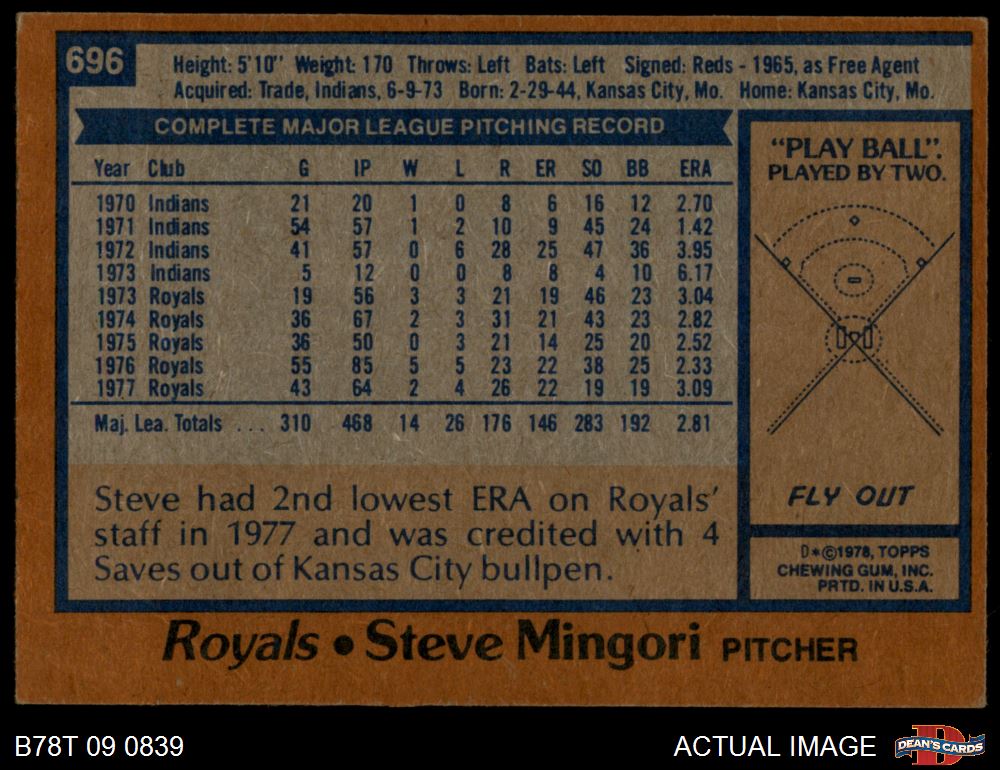 696
Height: 5'10" Weight: 170 Throws: Left Bats: Left Signed: Reds - 1965, as Free Agent
Acquired: Trade, Indians, 6-9-73 Born: 2-29-44, Kansas City, Mo. Home: Kansas City, Mo.
COMPLETE MAJOR LEAGUE PITCHING RECORD
Year Club G IP W L R ER SO BB ERA
1970 Indians 21 20 1 0 8 6 16 12 2.70
1971 Indians 54 57 1 2 10 9 45 24 1.42
1972 Indians 41 57 0 6 28 25 47 36 3.95
1973 Indians 5 12 0 0 8 8 4 10 6.17
1973 Royals 19 56 3 3 21 19 46 23 3.04
1974 Royals 36 67 2 3 31 21 43 23 2.82
1975 Royals 36 50 0 3 21 14 25 20 2.52
1976 Royals 55 85 5 5 23 22 38 25 2.33
1977 Royals 43 64 2 4 26 22 19 19 3.09
Maj. Lea. Totals ... 310 468 14 26 176 146 283 192 2.81
Steve had 2nd lowest ERA on Royals'
staff in 1977 and was credited with 4
Saves out of Kansas City bullpen.
"PLAY BALL".
PLAYED BY TWO.
FLY OUT
D*©1978, TOPPS
CHEWING GUM, INC.
PRTD. IN U.S.A.
Royals • Steve Mingori PITCHER
B78T 09 0839
ACTUAL IMAGE
D
DEAN'S CARDS